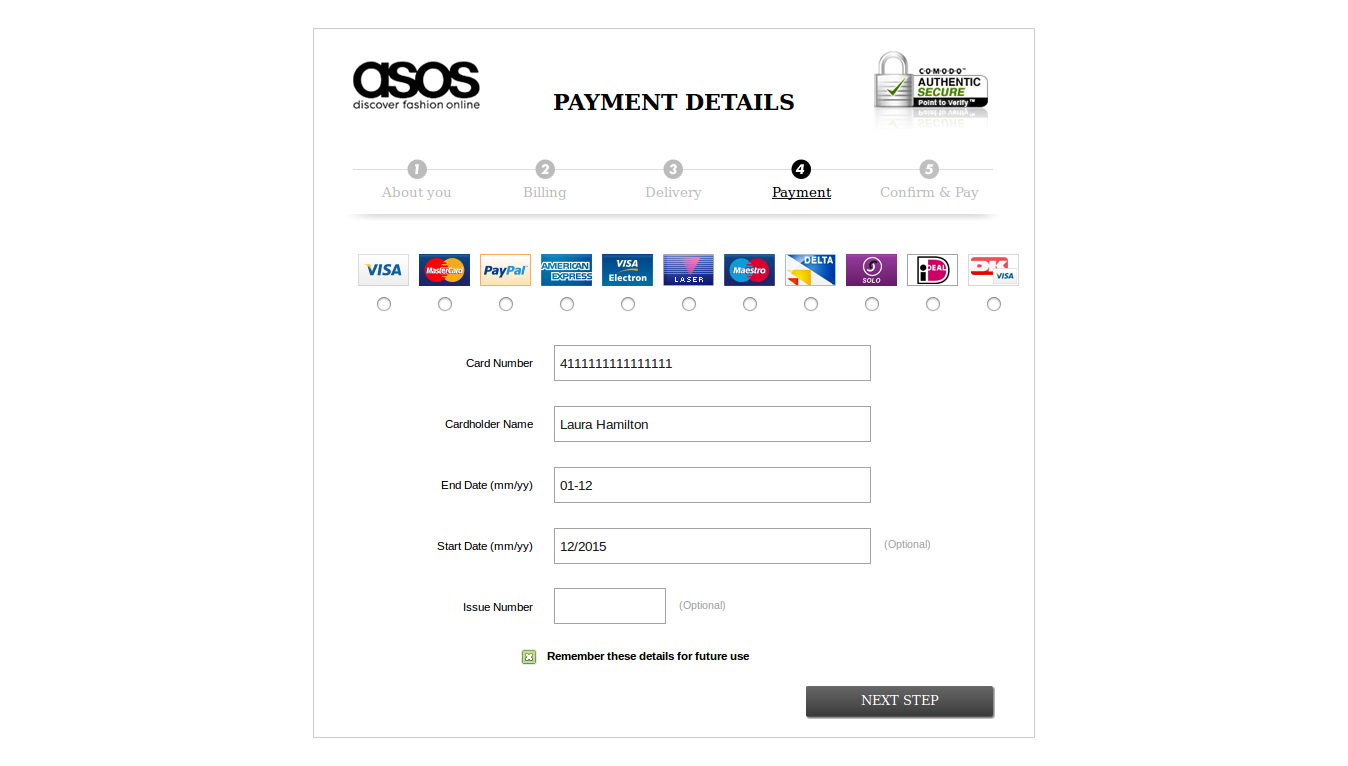 asos
discover fashion online
PAYMENT DETAILS
COMODO™
AUTHENTIC
SECURE
Point to Verify™
1 2 3 4 5
About you Billing Delivery Payment Confirm & Pay
VISA MasterCard PayPal AMERICAN EXPRESS VISA Electron LASER Maestro DELTA SOLO iDEAL DK VISA
Card Number 4111111111111111
Cardholder Name Laura Hamilton
End Date (mm/yy) 01-12
Start Date (mm/yy) 12/2015 (Optional)
Issue Number (Optional)
Remember these details for future use
NEXT STEP